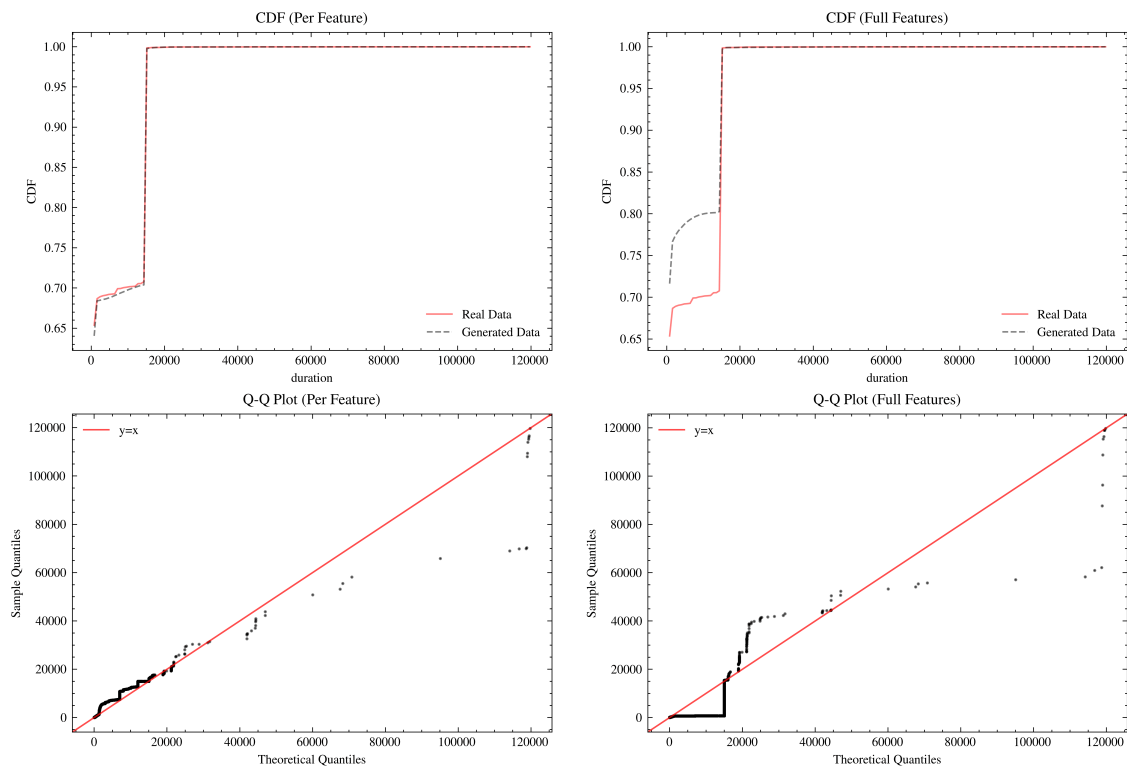 CDF (Per Feature)
1.00
0.95
0.90
0.85
0.80
0.75
0.70
0.65
CDF
Real Data
Generated Data
0 20000 40000 60000 80000 100000 120000
duration
CDF (Full Features)
1.00
0.95
0.90
0.85
0.80
0.75
0.70
0.65
CDF
Real Data
Generated Data
0 20000 40000 60000 80000 100000 120000
duration
Q-Q Plot (Per Feature)
y=x
120000
100000
80000
60000
40000
20000
0
Sample Quantiles
0 20000 40000 60000 80000 100000 120000
Theoretical Quantiles
Q-Q Plot (Full Features)
y=x
120000
100000
80000
60000
40000
20000
0
Sample Quantiles
0 20000 40000 60000 80000 100000 120000
Theoretical Quantiles